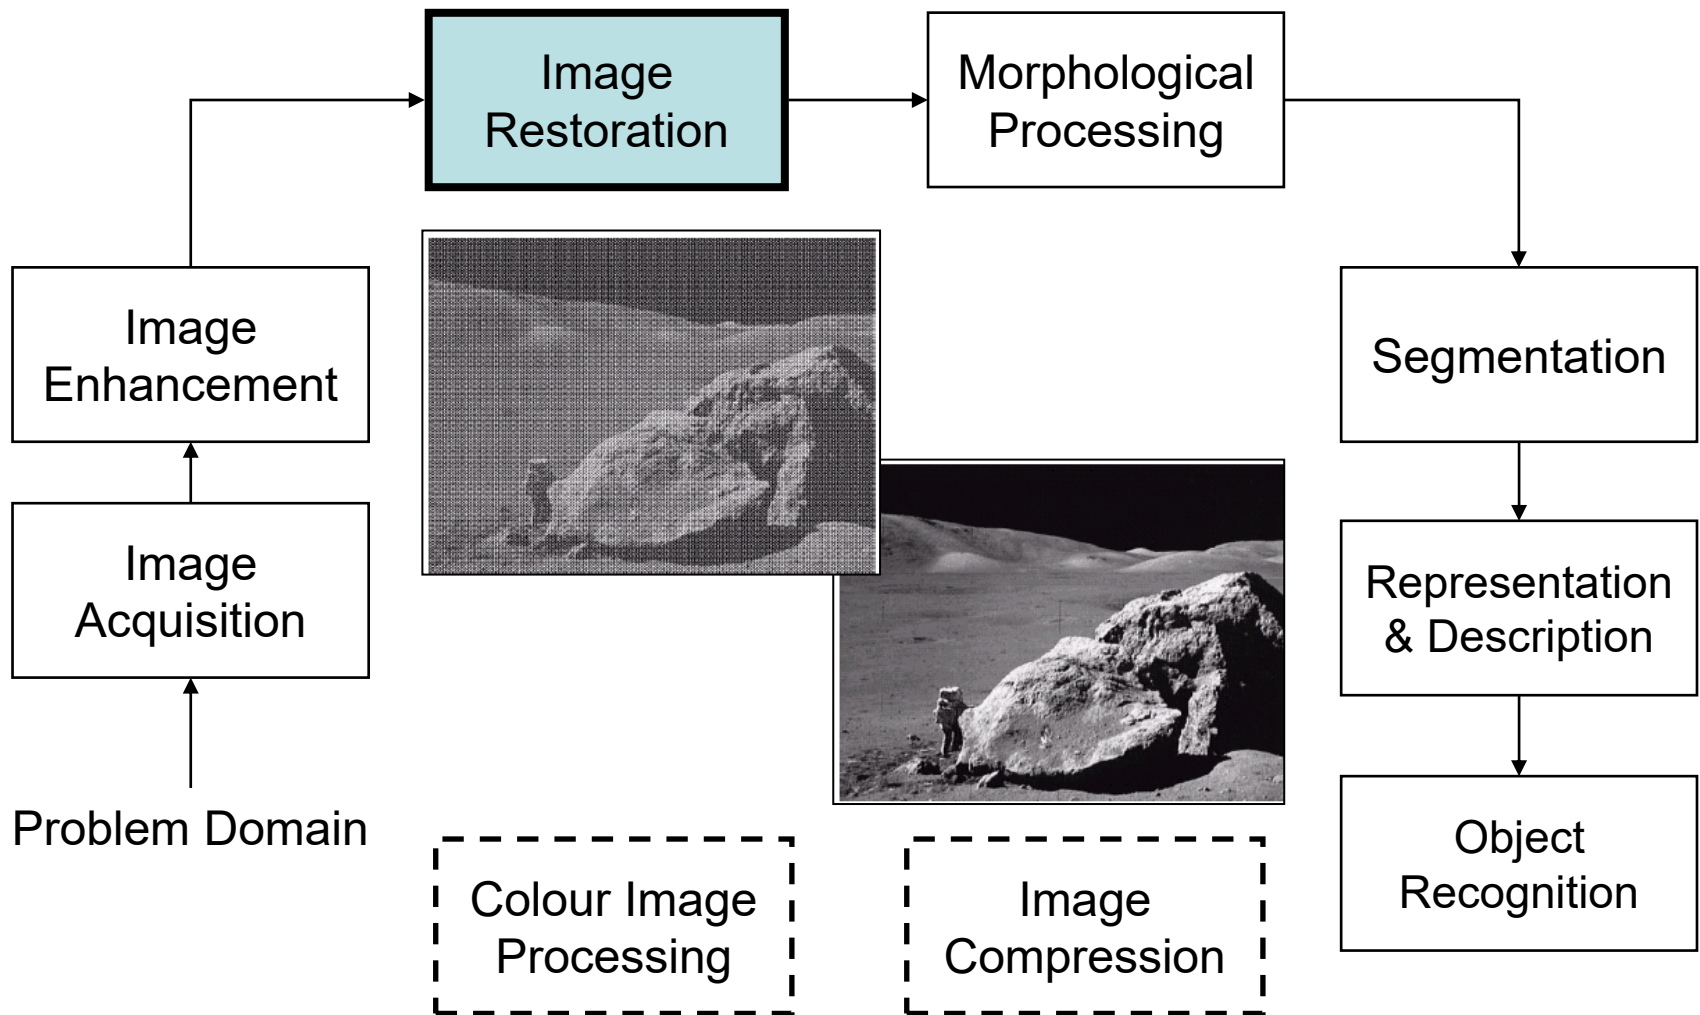 Image
Restoration
Morphological
Processing
Image
Enhancement
Segmentation
Image
Acquisition
Representation
& Description
Problem Domain
Object
Recognition
Colour Image
Processing
Image
Compression